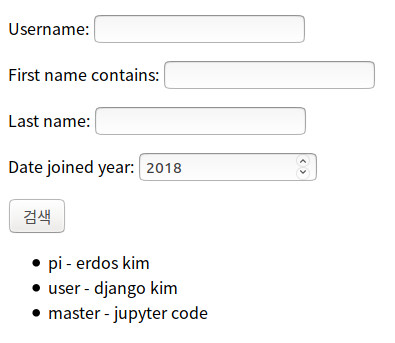 Username:
First name contains:
Last name:
Date joined year: 2018
검색
pi - erdos kim
user - django kim
master - jupyter code